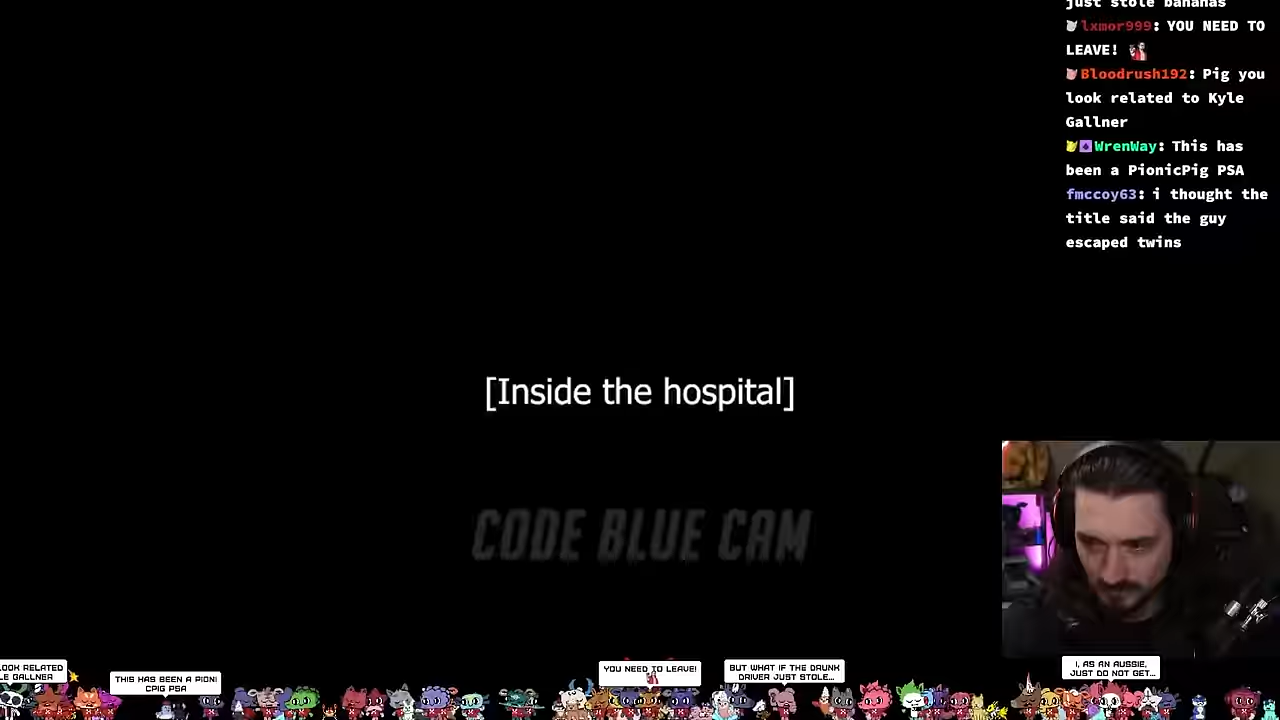 just stole bananas
lxmor999: YOU NEED TO
LEAVE!
Bloodrush192: Pig you
look related to Kyle
Gallner
WrenWay: This has
been a PionicPig PSA
fmccoy63: i thought the
title said the guy
escaped twins
[Inside the hospital]
CODE BLUE CAM
LOOK RELATED
LE GALLNER
THIS HAS BEEN A PIONI
CPIG PSA
YOU NEED TO LEAVE!
BUT WHAT IF THE DRUNK
DRIVER JUST STOLE...
I, AS AN AUSSIE,
JUST DO NOT GET...